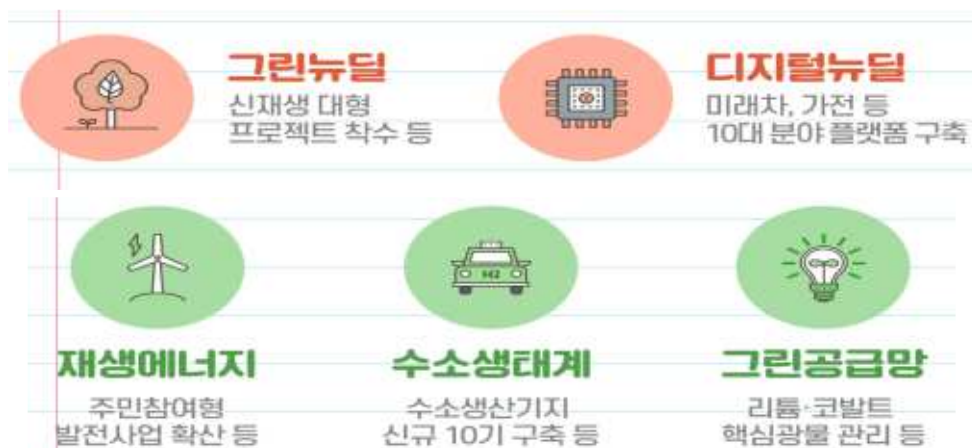 그린뉴딜
신재생 대형
프로젝트 착수 등
디지털뉴딜
미래차, 가전 등
10대 분야 플랫폼 구축
재생에너지
주민참여형
발전사업 확산 등
H2
수소생태계
수소생산기지
신규 10기 구축 등
그린공급망
리튬·코발트
핵심광물 관리 등